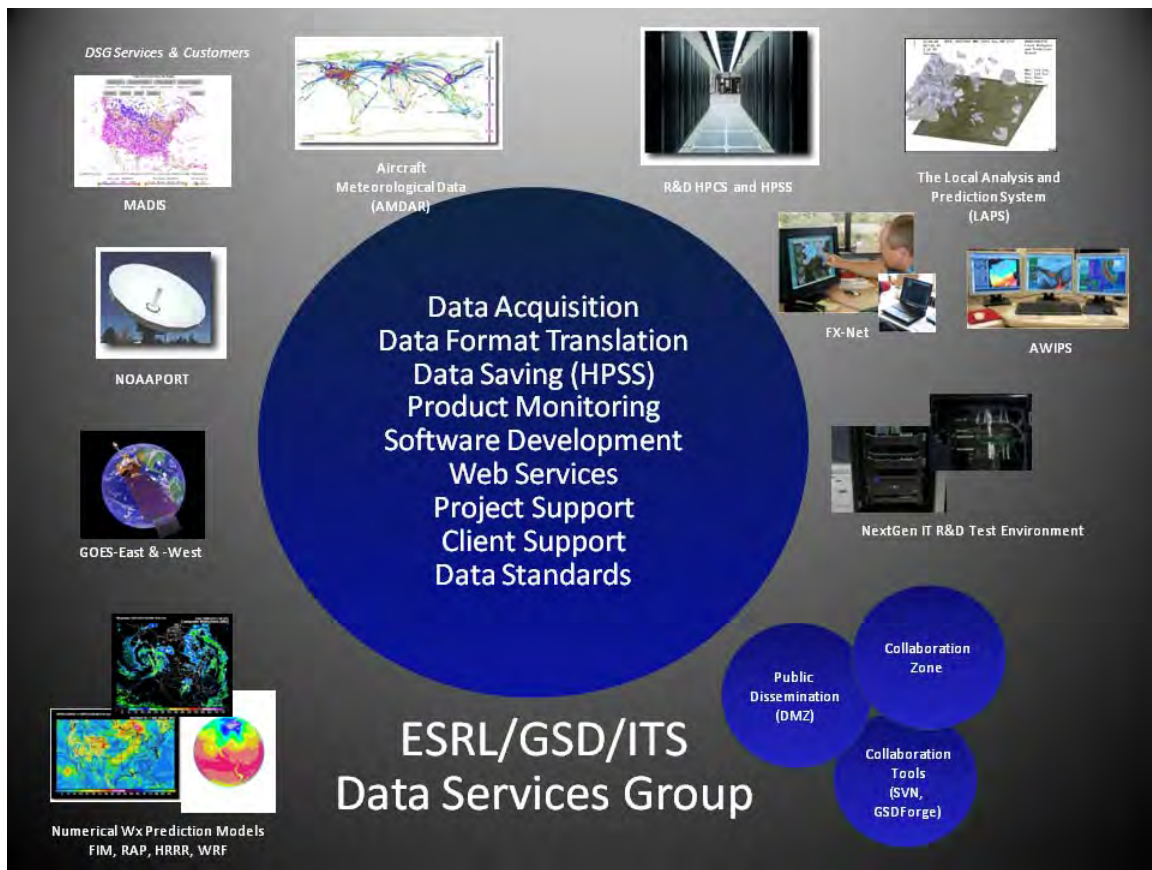 DSG Services & Customers
MADIS
Aircraft
Meteorological Data
(AMDAR)
R&D HPCS and HPSS
The Local Analysis and
Prediction System
(LAPS)
NOAAPORT
FX-Net
AWIPS
Data Acquisition
Data Format Translation
Data Saving (HPSS)
Product Monitoring
Software Development
Web Services
Project Support
Client Support
Data Standards
GOES-East & -West
NextGen IT R&D Test Environment
Numerical Wx Prediction Models
FIM, RAP, HRRR, WRF
ESRL/GSD/ITS
Data Services Group
Public
Dissemination
(DMZ)
Collaboration
Zone
Collaboration
Tools
(SVN,
GSDForge)